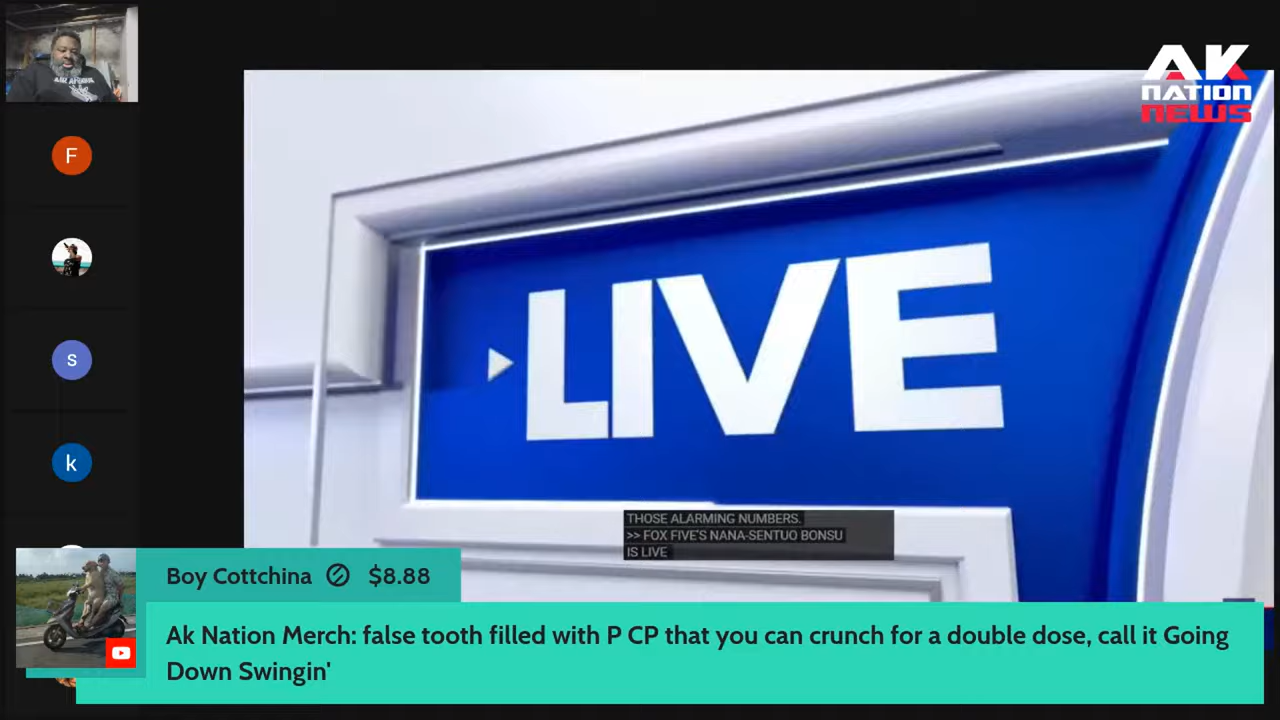 AK
NATION
NEWS
F
S
k
LIVE
THOSE ALARMING NUMBERS.
>> FOX FIVE'S NANA-SENTUO BONSU
IS LIVE
Boy Cottchina $8.88
Ak Nation Merch: false tooth filled with P CP that you can crunch for a double dose, call it Going
Down Swingin'